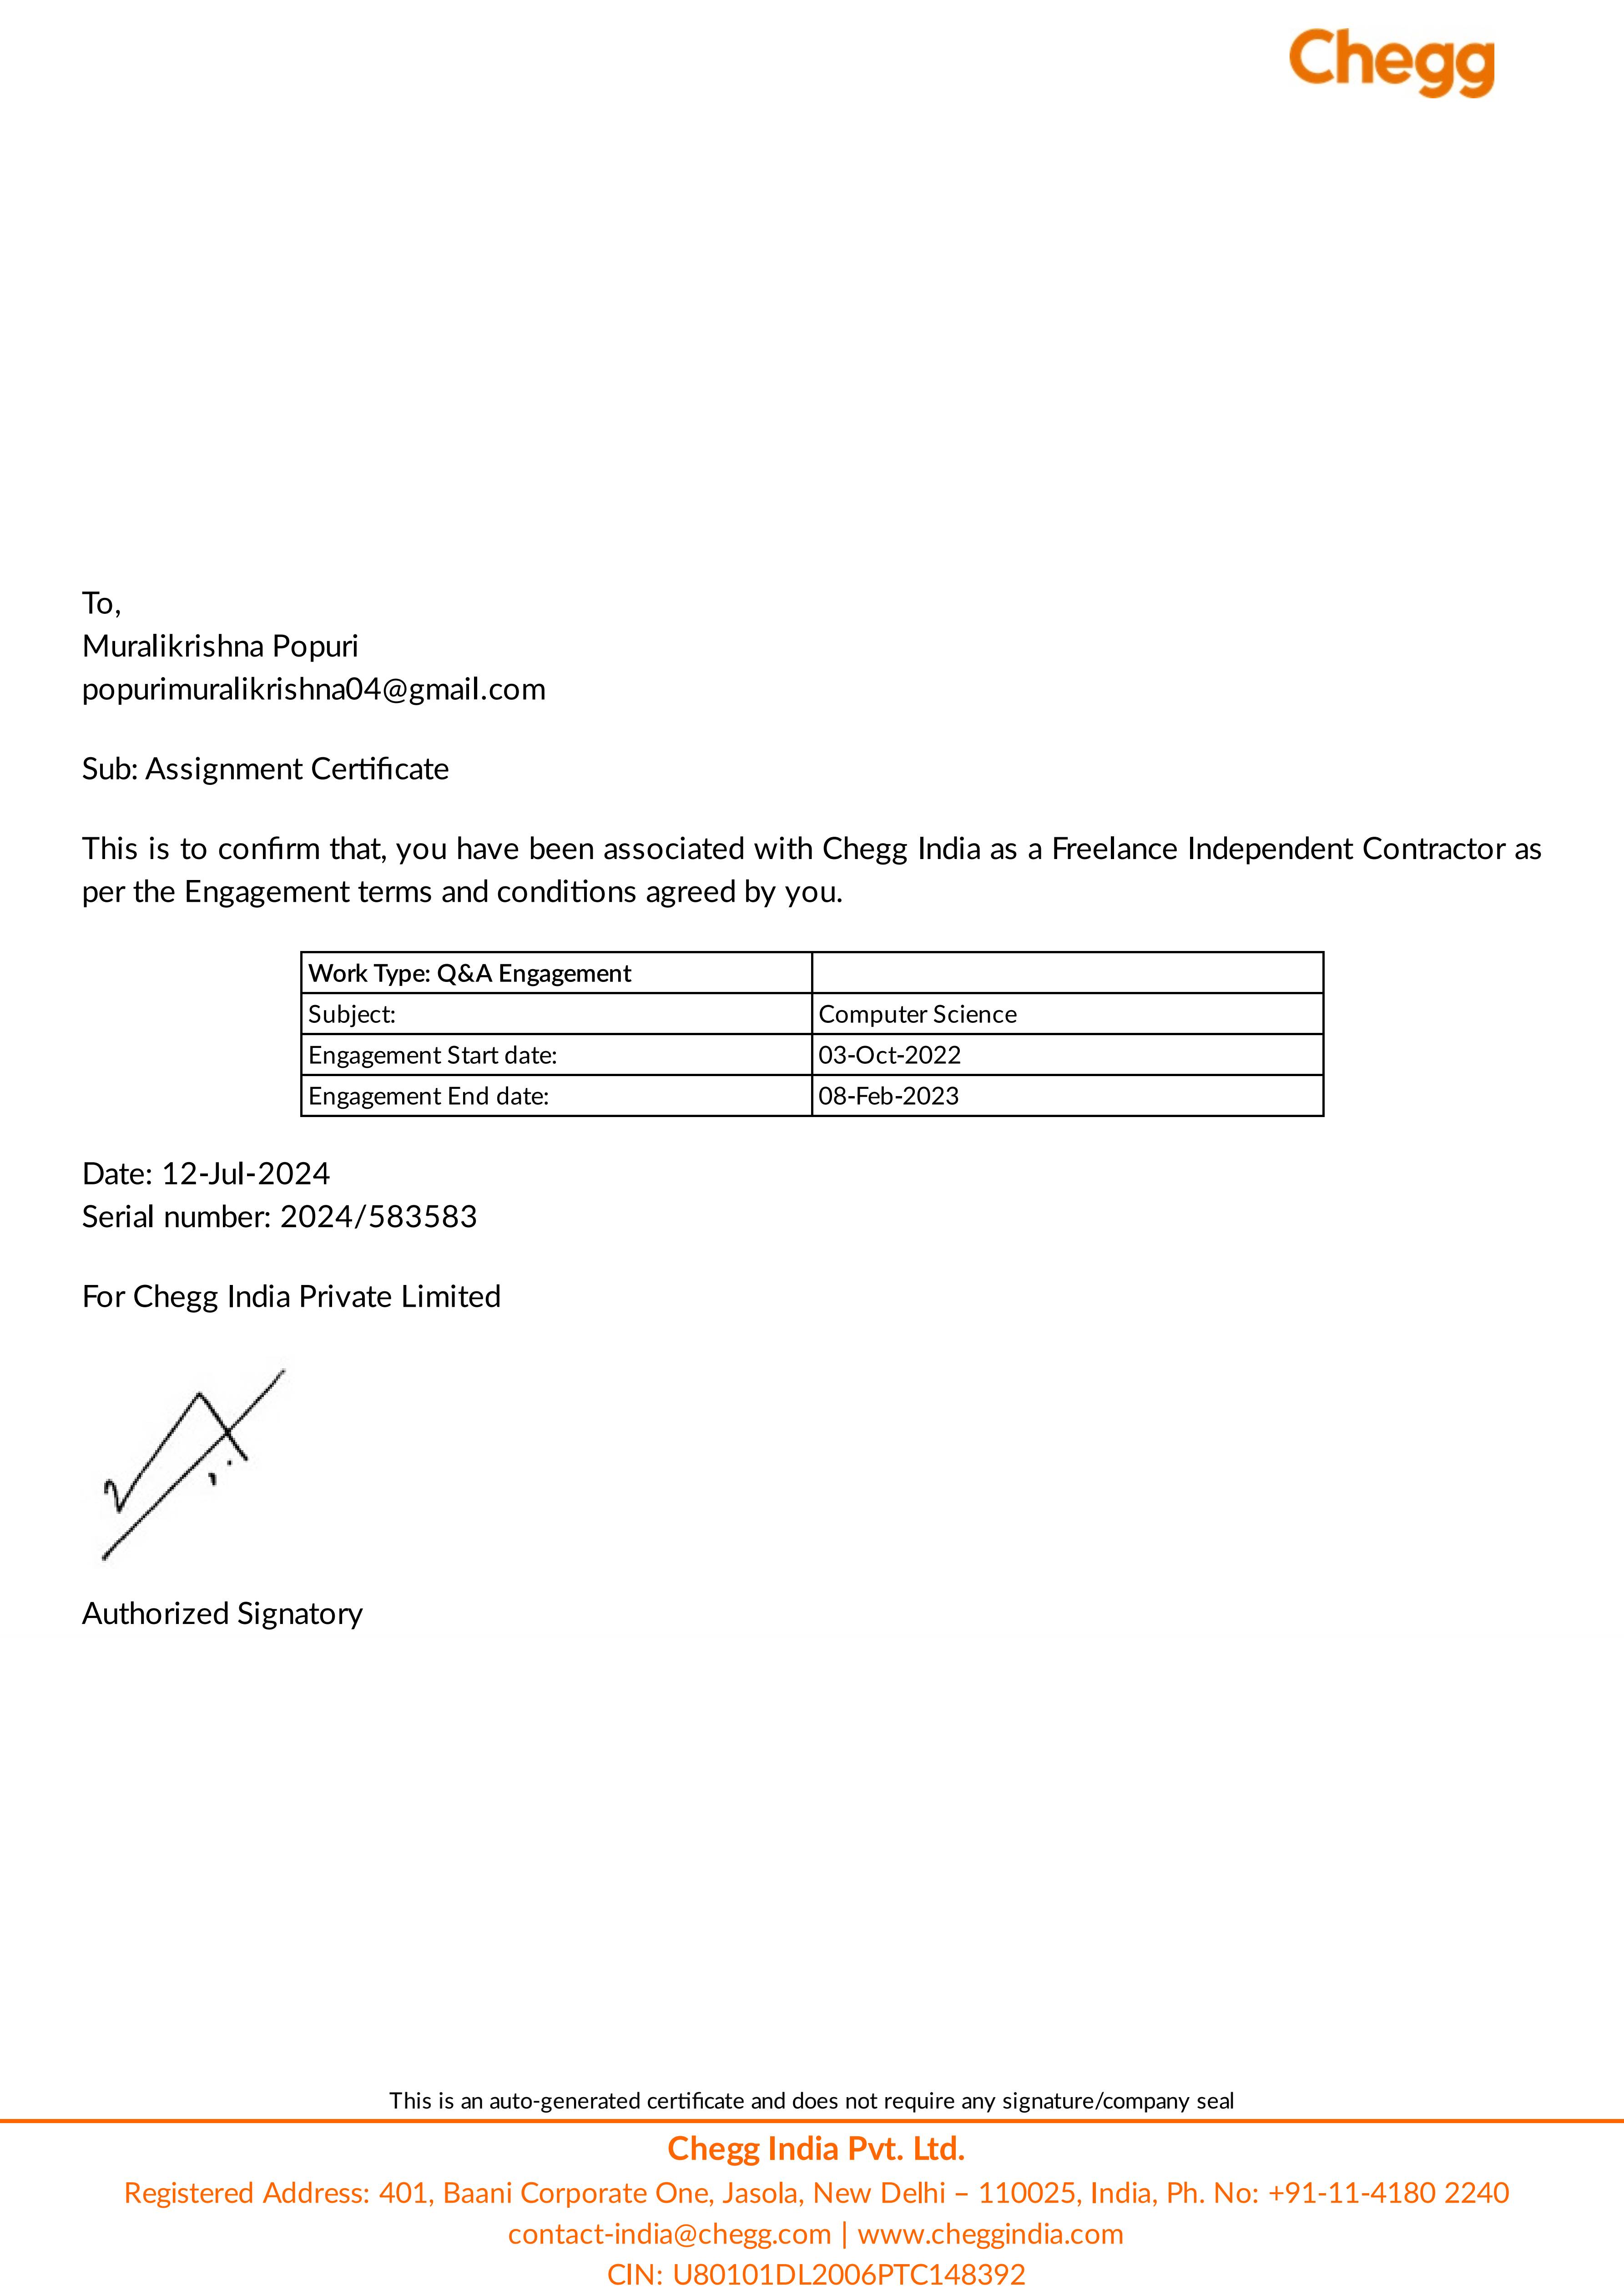 Chegg
To,
Muralikrishna Popuri
popurimuralikrishna04@gmail.com
Sub: Assignment Certificate
This is to confirm that, you have been associated with Chegg India as a Freelance Independent Contractor as
per the Engagement terms and conditions agreed by you.
Work Type: Q&A Engagement
Subject: Computer Science
Engagement Start date: 03-Oct-2022
Engagement End date: 08-Feb-2023
Date: 12-Jul-2024
Serial number: 2024/583583
For Chegg India Private Limited
Authorized Signatory
This is an auto-generated certificate and does not require any signature/company seal
Chegg India Pvt. Ltd.
Registered Address: 401, Baani Corporate One, Jasola, New Delhi – 110025, India, Ph. No: +91-11-4180 2240
contact-india@chegg.com | www.cheggindia.com
CIN: U80101DL2006PTC148392